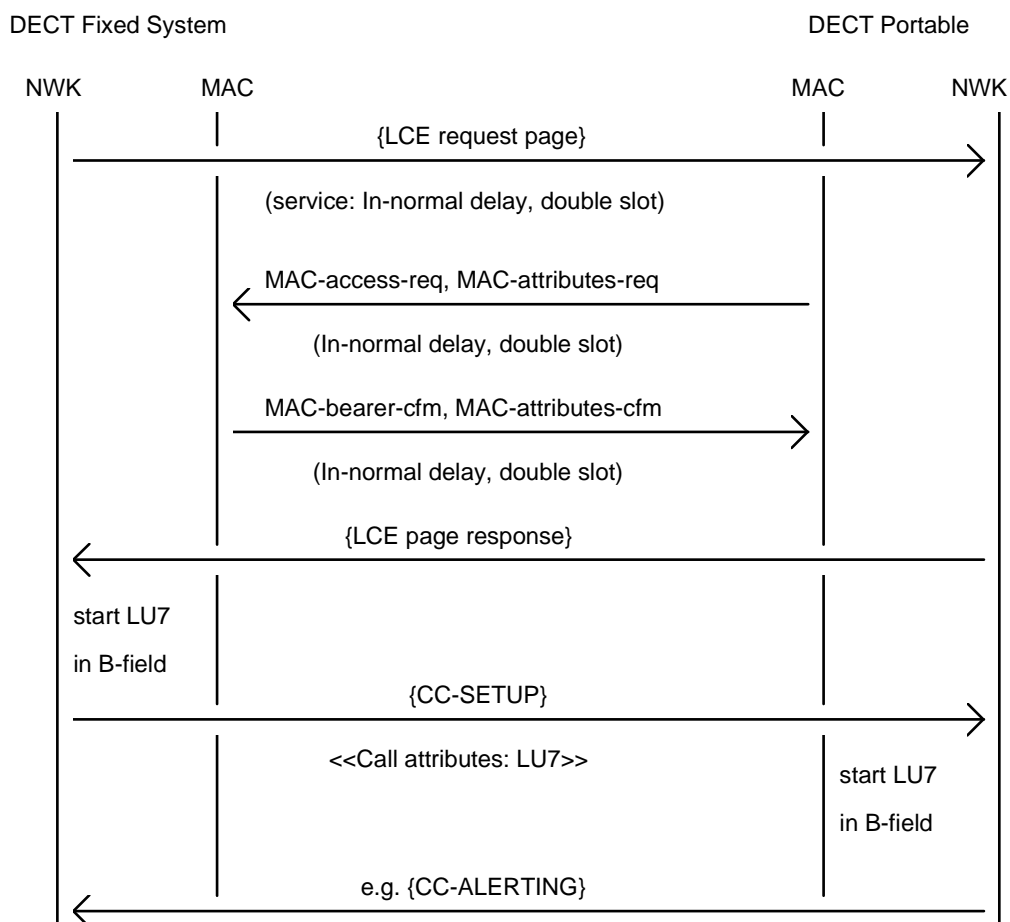 DECT Fixed System DECT Portable
NWK MAC MAC NWK
{LCE request page}
(service: In-normal delay, double slot)
MAC-access-req, MAC-attributes-req
(In-normal delay, double slot)
MAC-bearer-cfm, MAC-attributes-cfm
(In-normal delay, double slot)
{LCE page response}
start LU7
in B-field
{CC-SETUP}
<<Call attributes: LU7>>
start LU7
in B-field
e.g. {CC-ALERTING}